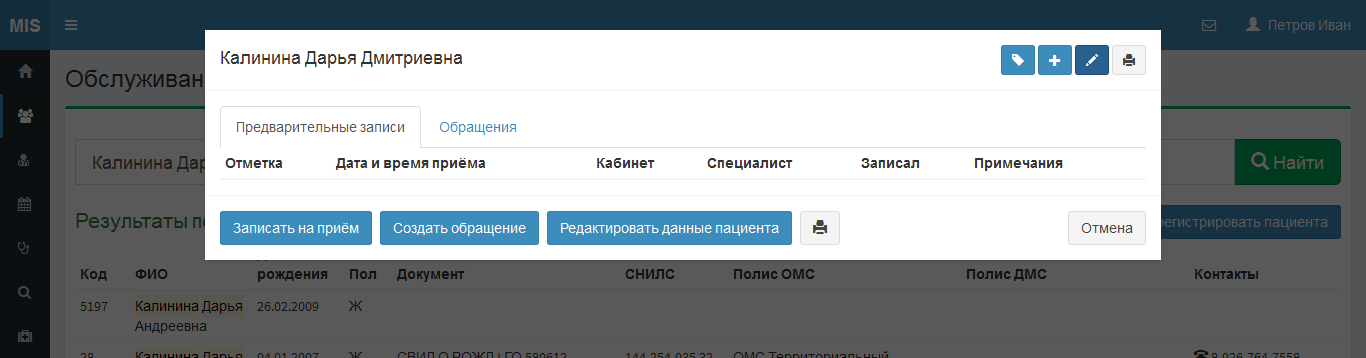 MIS
Петров Иван
Калинина Дарья Дмитриевна
Предварительные записи Обращения
Отметка Дата и время приёма Кабинет Специалист Записал Примечания
Записать на приём Создать обращение Редактировать данные пациента Отмена
Обслуживан
Калинина Дар
Найти
Результаты по
регистрировать пациента
Код ФИО рождения Пол Документ СНИЛС Полис ОМС Полис ДМС Контакты
5197 Калинина Дарья 26.02.2009 Ж
Андреевна
28 Калинина Дарья 04.01.2007 Ж СВИД О РОЖД I ГО 580612 144-254-035 32 ОМС Территориальный 8-926-764-7558